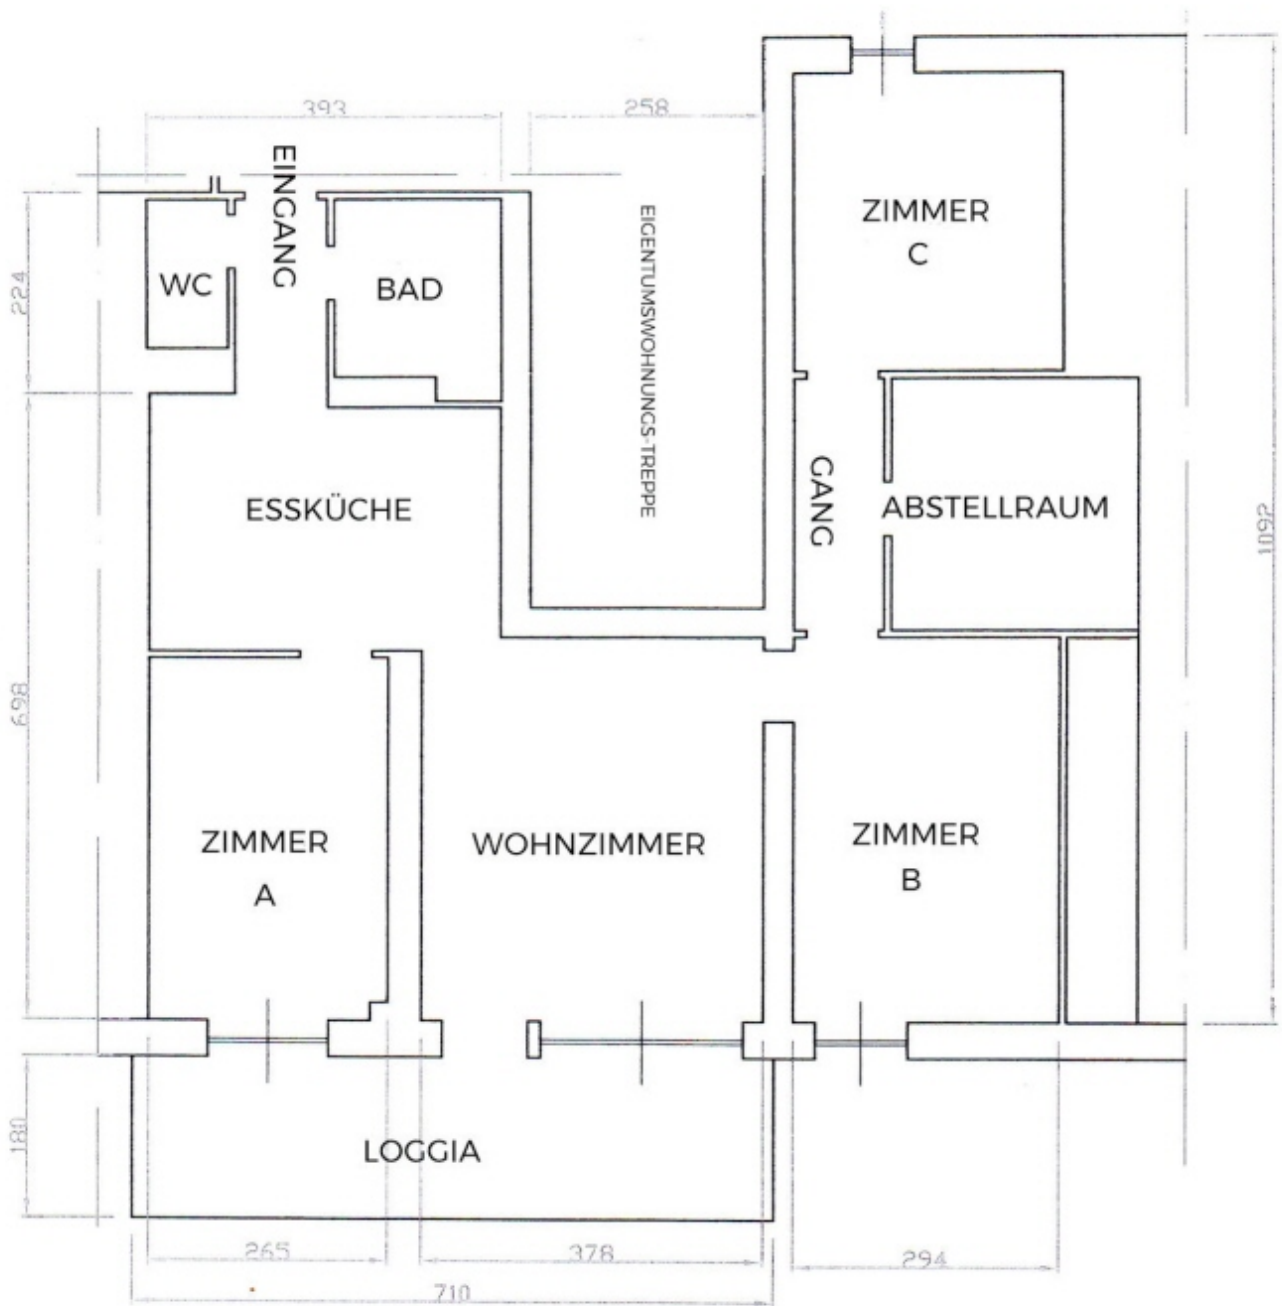 393
258
EINGANG
EIGENTUMSWOHNUNGS-TREPPE
ZIMMER
C
WC
BAD
224
GANG
ESSKÜCHE
ABSTELLRAUM
1092
698
ZIMMER
A
WOHNZIMMER
ZIMMER
B
LOGGIA
180
265
378
294
710